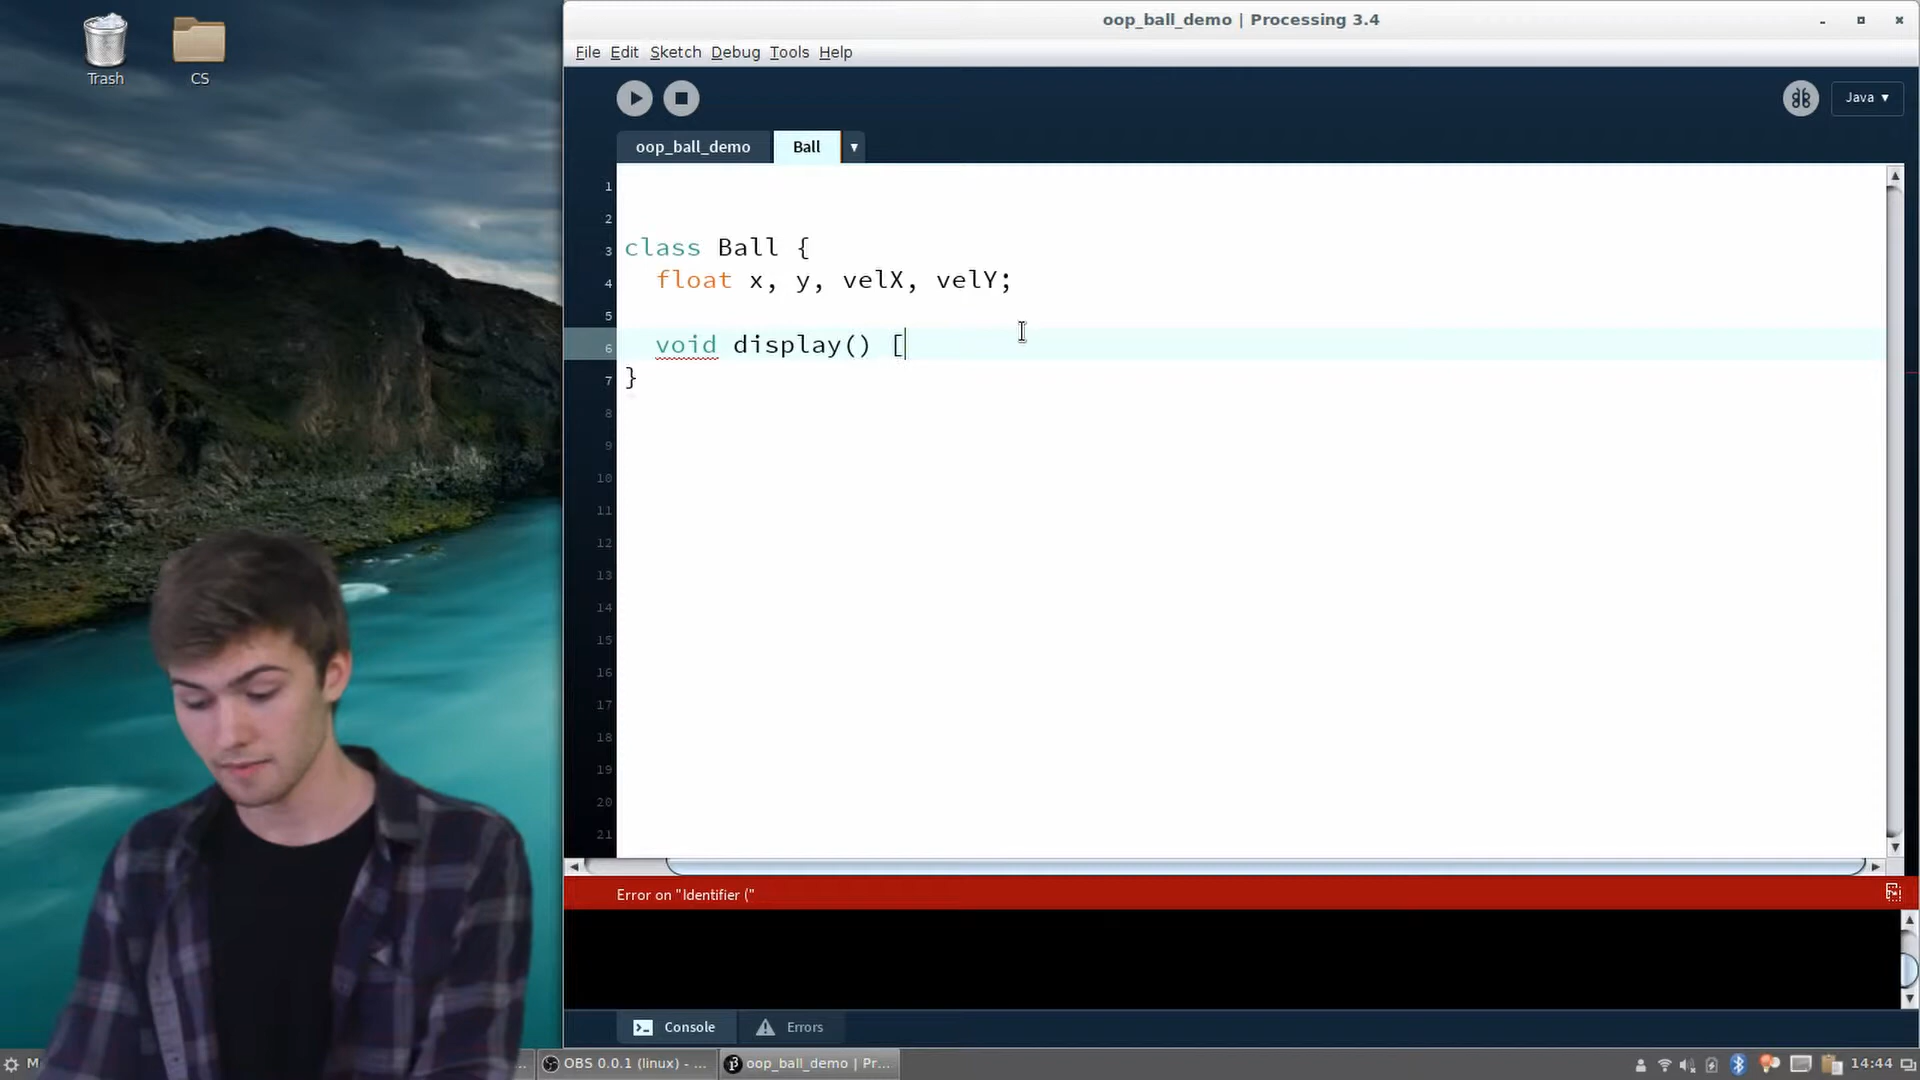 Trash
CS
oop_ball_demo | Processing 3.4
File Edit Sketch Debug Tools Help
Java ▾
oop_ball_demo
Ball
▾
1
2
3 class Ball {
4 float x, y, velX, velY;
5
6 void display() [
7 }
8
9
10
11
12
13
14
15
16
17
18
19
20
21
Error on "Identifier ("
Console
Errors
M
...
OBS 0.0.1 (linux) - ...
oop_ball_demo | Pr...
14:44